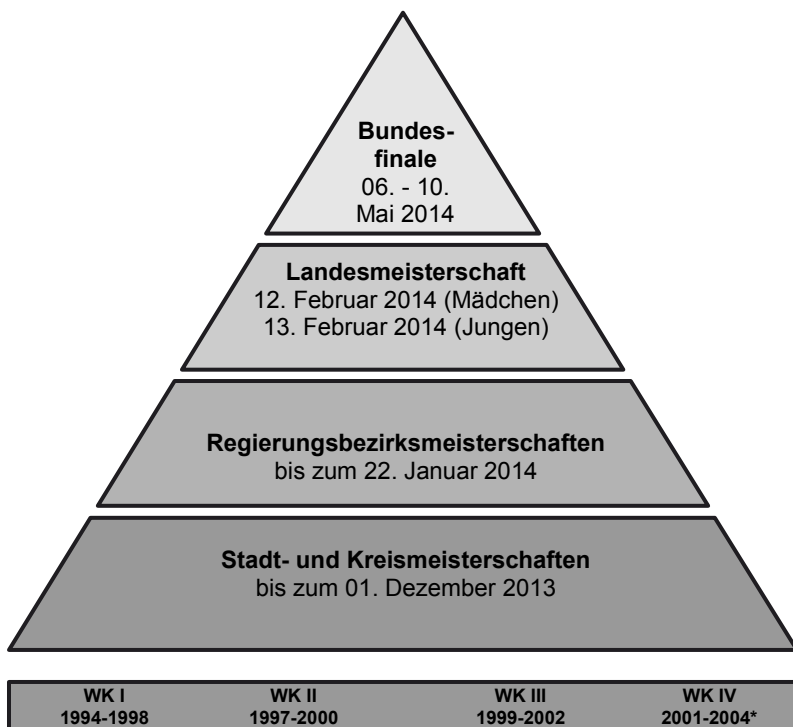 Bundes-
finale
06. - 10.
Mai 2014
Landesmeisterschaft
12. Februar 2014 (Mädchen)
13. Februar 2014 (Jungen)
Regierungsbezirksmeisterschaften
bis zum 22. Januar 2014
Stadt- und Kreismeisterschaften
bis zum 01. Dezember 2013
WK I WK II WK III WK IV
1994-1998 1997-2000 1999-2002 2001-2004*